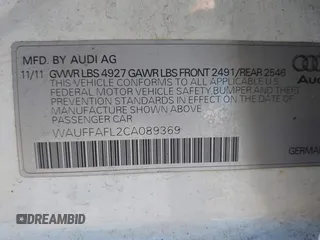 MFD. BY AUDI AG
11/11 GVWR LBS 4927 GAWR LBS FRONT 2491/REAR 2546
THIS VEHICLE CONFORMS TO ALL APPLICABLE U.S.
FEDERAL MOTOR VEHICLE SAFETY,
BUMPER AND THEFT PREVENTION
STANDARDS IN EFFECT ON THE DATE OF
MANUFACTURE SHOWN ABOVE
PASSENGER CAR
WAUFFAFL2CA089369
Audi
GERMAN
DREAMBID